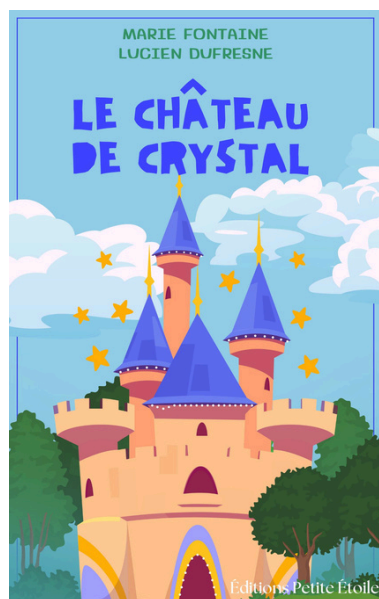 MARIE FONTAINE
LUCIEN DUFRESNE
LE CHÂTEAU
DE CRYSTAL
Éditions Petite Étoile